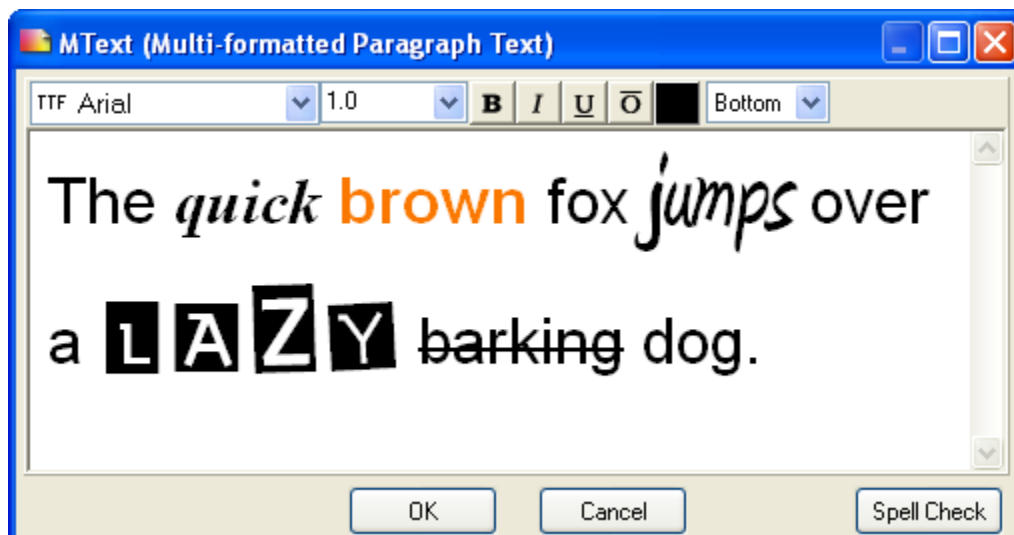 MText (Multi-formatted Paragraph Text)
TTF Arial 1.0 B I U O Bottom
The quick brown fox jumps over
a LAZY barking dog.
OK Cancel Spell Check